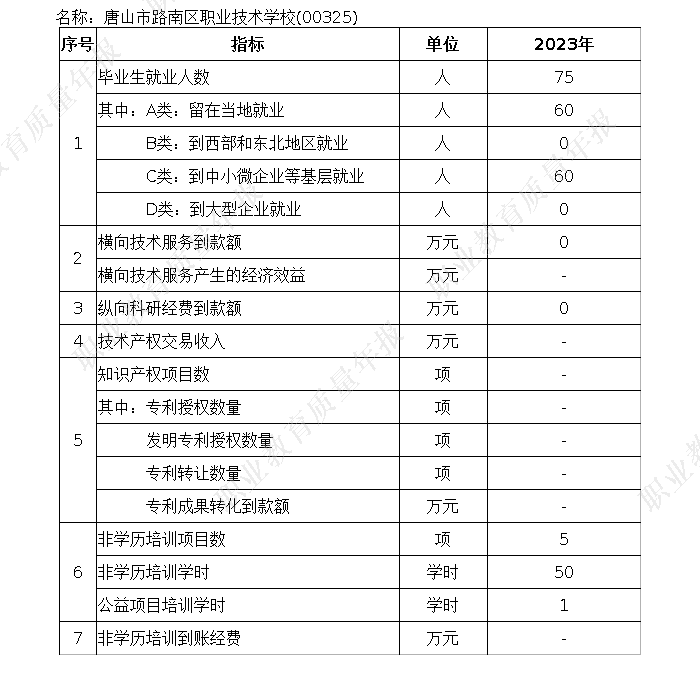 名称：唐山市路南区职业技术学校(00325)
序号 指标 单位 2023年
1 毕业生就业人数 人 75
其中：A类：留在当地就业 人 60
B类：到西部和东北地区就业 人 0
C类：到中小微企业等基层就业 人 60
D类：到大型企业就业 人 0
2 横向技术服务到款额 万元 0
横向技术服务产生的经济效益 万元 -
3 纵向科研经费到款额 万元 0
4 技术产权交易收入 万元 -
5 知识产权项目数 项 -
其中：专利授权数量 项 -
发明专利授权数量 项 -
专利转让数量 项 -
专利成果转化到款额 万元 -
6 非学历培训项目数 项 5
非学历培训学时 学时 50
公益项目培训学时 学时 1
7 非学历培训到账经费 万元 -
职业教育质量年报